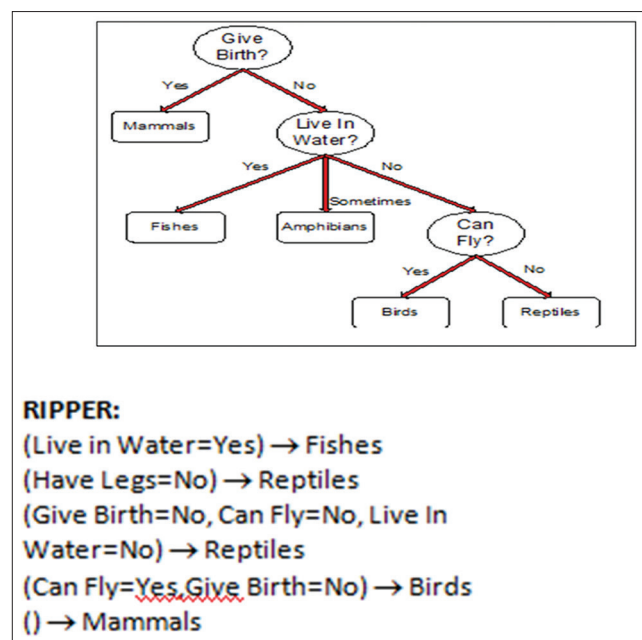 Give
Birth?
Yes
No
Mammals
Live In
Water?
Yes
No
Sometimes
Fishes
Amphibians
Can
Fly?
Yes
No
Birds
Reptiles
RIPPER:
(Live in Water=Yes) → Fishes
(Have Legs=No) → Reptiles
(Give Birth=No, Can Fly=No, Live In
Water=No) → Reptiles
(Can Fly=Yes,Give Birth=No) → Birds
() → Mammals